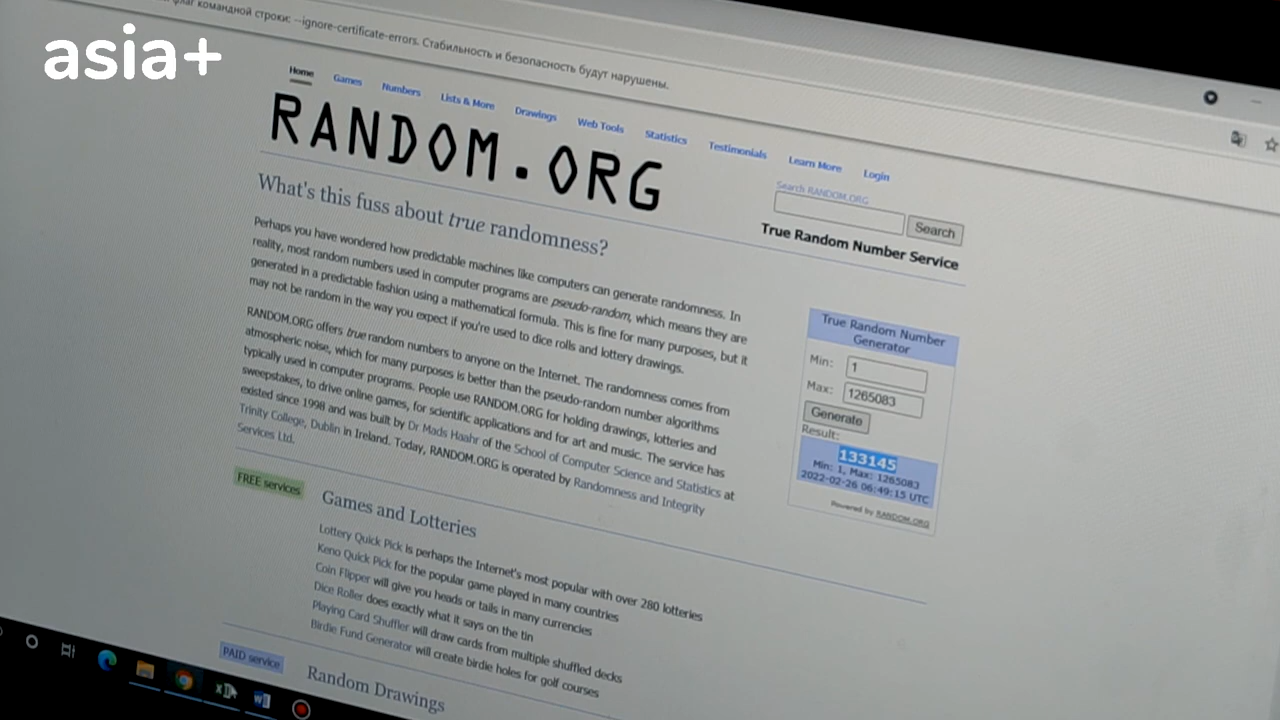 флаг командной строки: --ignore-certificate-errors. Стабильность и безопасность будут нарушены.
asia+
Home Games Numbers Lists & More Drawings Web Tools Statistics Testimonials Learn More Login
RANDOM.ORG
Search RANDOM.ORG
Search
True Random Number Service
What's this fuss about true randomness?
Perhaps you have wondered how predictable machines like computers can generate randomness. In
reality, most random numbers used in computer programs are pseudo-random, which means they are
generated in a predictable fashion using a mathematical formula. This is fine for many purposes, but it
may not be random in the way you expect if you're used to dice rolls and lottery drawings.
RANDOM.ORG offers true random numbers to anyone on the Internet. The randomness comes from
atmospheric noise, which for many purposes is better than the pseudo-random number algorithms
typically used in computer programs. People use RANDOM.ORG for holding drawings, lotteries and
sweepstakes, to drive online games, for scientific applications and for art and music. The service has
existed since 1998 and was built by Dr Mads Haahr of the School of Computer Science and Statistics at
Trinity College, Dublin in Ireland. Today, RANDOM.ORG is operated by Randomness and Integrity
Services Ltd.
True Random Number
Generator
Min: 1
Max: 1265083
Generate
Result:
133145
Min: 1, Max: 1265083
2022-02-26 06:49:15 UTC
Powered by RANDOM.ORG
FREE services
Games and Lotteries
Lottery Quick Pick is perhaps the Internet's most popular with over 280 lotteries
Keno Quick Pick for the popular game played in many countries
Coin Flipper will give you heads or tails in many currencies
Dice Roller does exactly what it says on the tin
Playing Card Shuffler will draw cards from multiple shuffled decks
Birdie Fund Generator will create birdie holes for golf courses
PAID service
Random Drawings